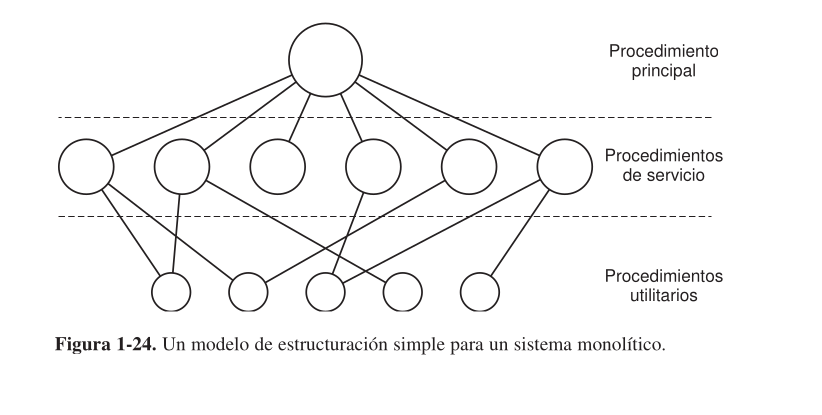 Procedimiento
principal
Procedimientos
de servicio
Procedimientos
utilitarios
Figura 1-24. Un modelo de estructuración simple para un sistema monolítico.